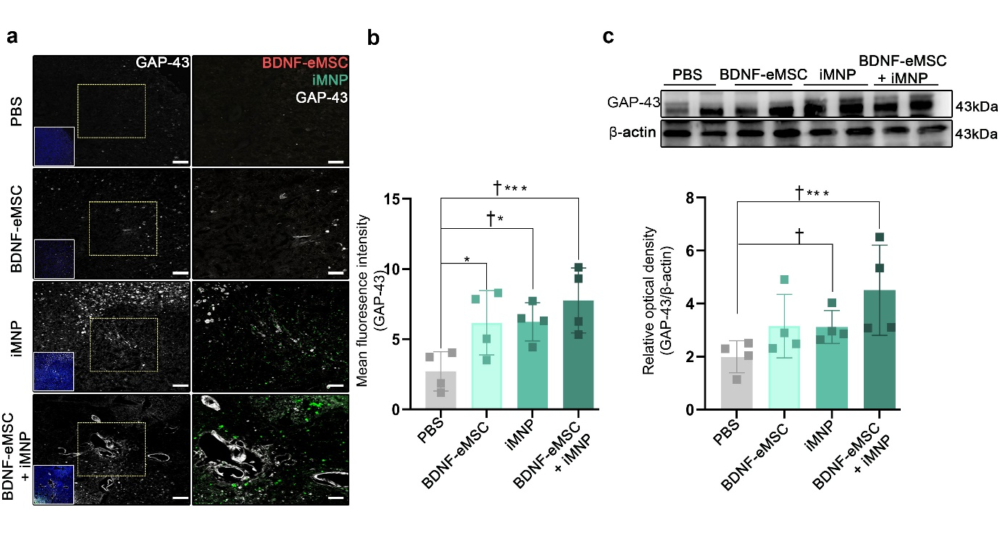 a
GAP-43
BDNF-eMSC
iMNP
GAP-43
PBS
BDNF-eMSC
iMNP
BDNF-eMSC
+ iMNP
b
Mean fluorescence intensity
(GAP-43)
15
10
5
0
†***
†*
*
PBS
BDNF-eMSC
iMNP
BDNF-eMSC
+ iMNP
c
PBS
BDNF-eMSC
iMNP
BDNF-eMSC
+ iMNP
GAP-43
43kDa
β-actin
43kDa
Relative optical density
(GAP-43/β-actin)
8
6
4
2
0
†***
†
PBS
BDNF-eMSC
iMNP
BDNF-eMSC
+ iMNP